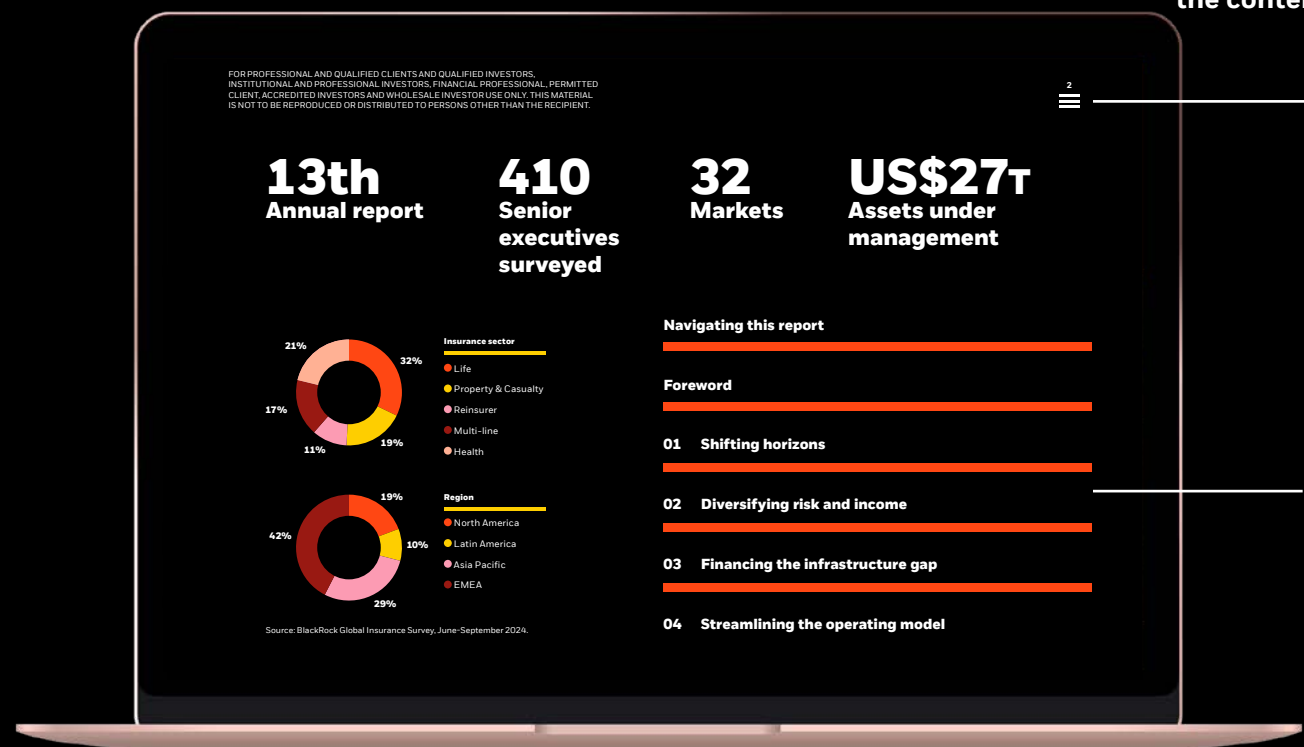 the conte
FOR PROFESSIONAL AND QUALIFIED CLIENTS AND QUALIFIED INVESTORS,
INSTITUTIONAL AND PROFESSIONAL INVESTORS, FINANCIAL PROFESSIONAL, PERMITTED
CLIENT, ACCREDITED INVESTORS AND WHOLESALE INVESTOR USE ONLY. THIS MATERIAL
IS NOT TO BE REPRODUCED OR DISTRIBUTED TO PERSONS OTHER THAN THE RECIPIENT.
2
13th
Annual report
410
Senior
executives
surveyed
32
Markets
US$27T
Assets under
management
21%
32%
17%
11%
19%
Insurance sector
Life
Property & Casualty
Reinsurer
Multi-line
Health
19%
42%
10%
29%
Region
North America
Latin America
Asia Pacific
EMEA
Source: BlackRock Global Insurance Survey, June-September 2024.
Navigating this report
Foreword
01 Shifting horizons
02 Diversifying risk and income
03 Financing the infrastructure gap
04 Streamlining the operating model